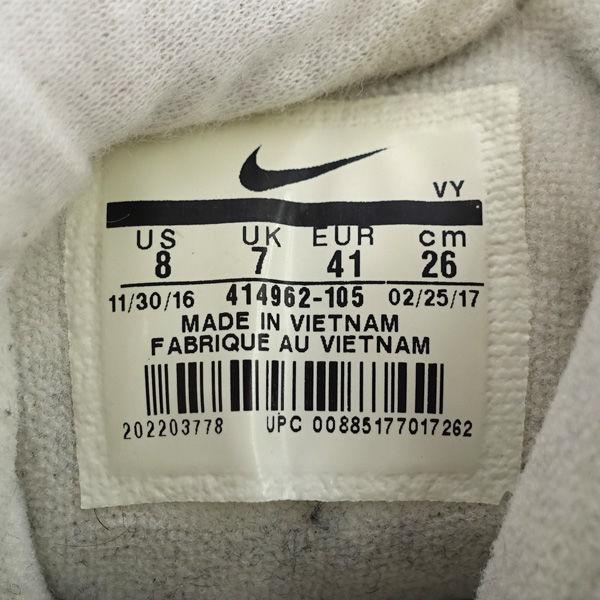 VY
US UK EUR cm
8 7 41 26
11/30/16 414962-105 02/25/17
MADE IN VIETNAM
FABRIQUE AU VIETNAM
202203778 UPC 00885177017262